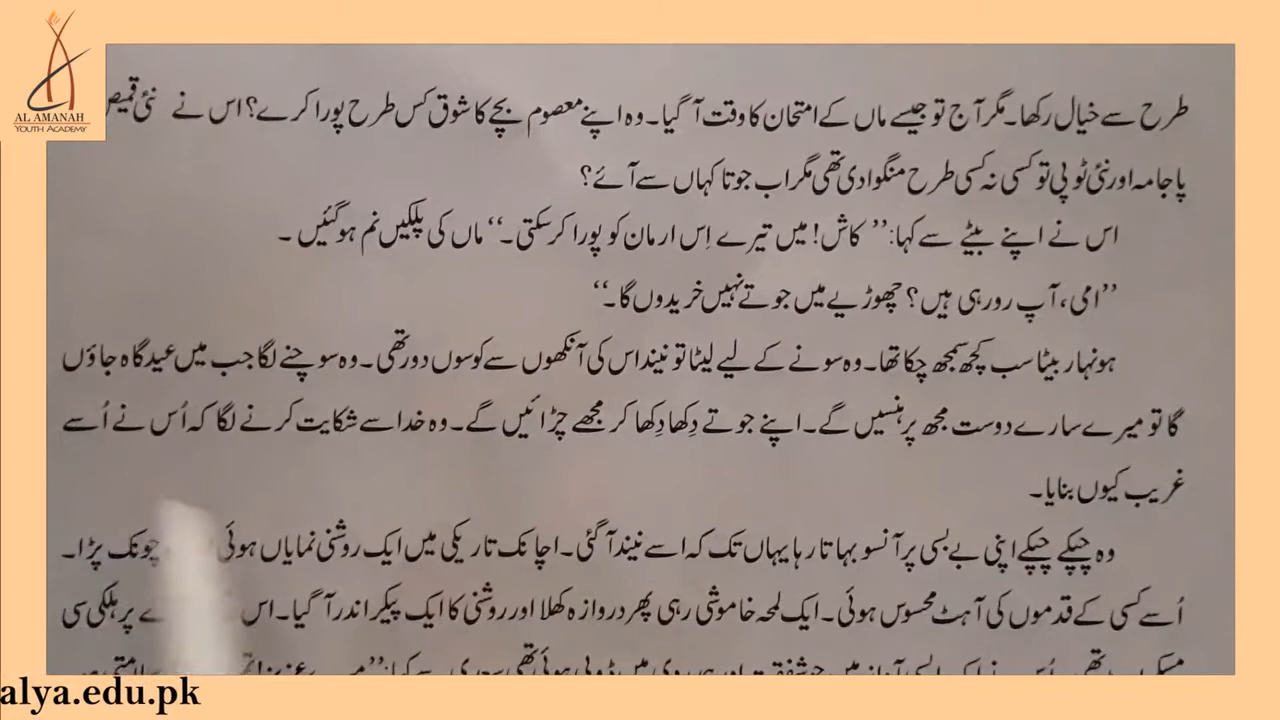 AL AMANAH
YOUTH ACADEMY
طرح سے خیال رکھا۔ مگر آج تو جیسے ماں کے امتحان کا وقت آ گیا۔ وہ اپنے معصوم بچے کا شوق کس طرح پورا کرے؟ اس نے نئی قمیص
پاجامہ اور نئی ٹوپی تو کسی نہ کسی طرح منگوا دی تھی مگر اب جوتا کہاں سے آئے؟
اس نے اپنے بیٹے سے کہا: ’’کاش! میں تیرے اِس ارمان کو پورا کر سکتی۔‘‘ ماں کی پلکیں نم ہو گئیں ۔
’’امی، آپ رو رہی ہیں؟ چھوڑیے میں جوتے نہیں خریدوں گا۔‘‘
ہونہار بیٹا سب کچھ سمجھ چکا تھا۔ وہ سونے کے لیے لیٹا تو نیند اس کی آنکھوں سے کوسوں دور تھی۔ وہ سوچنے لگا جب میں عید گاہ جاؤں
گا تو میرے سارے دوست مجھ پر ہنسیں گے۔ اپنے جوتے دِکھا دِکھا کر مجھے چڑائیں گے۔ وہ خدا سے شکایت کرنے لگا کہ اُس نے اُسے
غریب کیوں بنایا۔
وہ چپکے چپکے اپنی بے بسی پر آنسو بہاتا رہا یہاں تک کہ اسے نیند آ گئی۔ اچانک تاریکی میں ایک روشنی نمایاں ہوئی چونک پڑا۔
اُسے کسی کے قدموں کی آہٹ محسوس ہوئی۔ ایک لمحہ خاموشی رہی پھر دروازہ کھلا اور روشنی کا ایک پیکر اندر آ گیا۔ اس پر ہلکی سی
alya.edu.pk